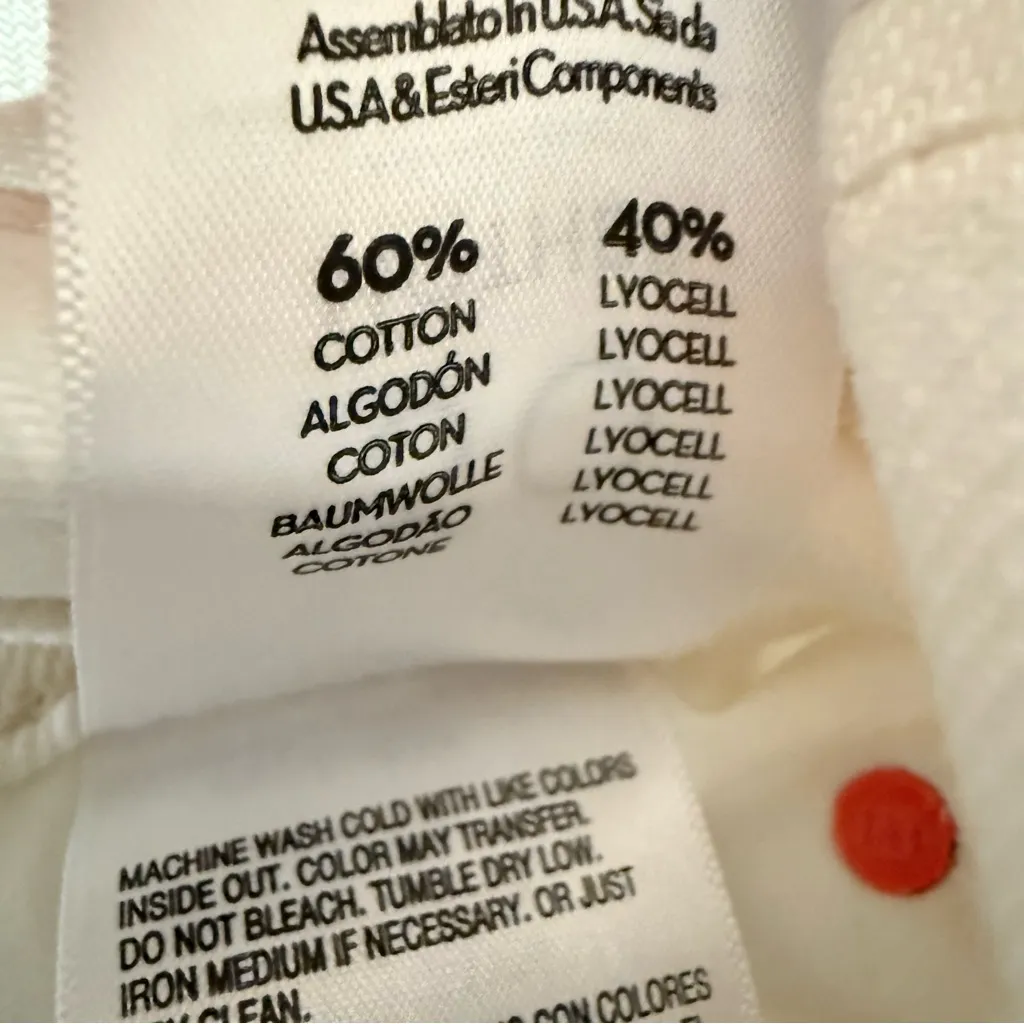 Assemblato In U.S.A. Sia da
U.S.A & Esteri Components
60%
COTTON
ALGODÓN
COTON
BAUMWOLLE
ALGODÃO
COTONE
40%
LYOCELL
LYOCELL
LYOCELL
LYOCELL
LYOCELL
LYOCELL
MACHINE WASH COLD WITH LIKE COLORS
INSIDE OUT. COLOR MAY TRANSFER.
DO NOT BLEACH. TUMBLE DRY LOW.
IRON MEDIUM IF NECESSARY. OR JUST
CLEAN.
CON COLORES